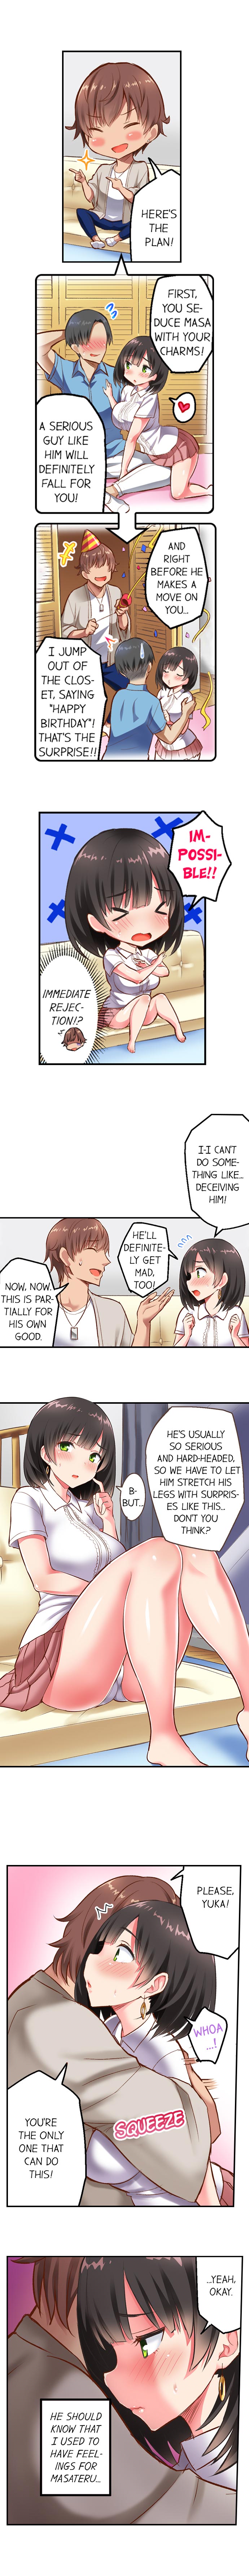 HERE'S
THE
PLAN!
FIRST,
YOU SE-
DUCE MASA
WITH YOUR
CHARMS!
A SERIOUS
GUY LIKE
HIM WILL
DEFINITELY
FALL FOR
YOU!
AND
RIGHT
BEFORE HE
MAKES A
MOVE ON
YOU...
I JUMP
OUT OF
THE CLOS-
ET, SAYING
"HAPPY
BIRTHDAY"!
THAT'S THE
SURPRISE!!
IM-
POSSI-
BLE!!
IMMEDIATE
REJEC-
TION!?
I-I CAN'T
DO SOME-
THING LIKE...
DECEIVING
HIM!
HE'LL
DEFINITE-
LY GET
MAD,
TOO!
NOW, NOW.
THIS IS PAR-
TIALLY FOR
HIS OWN
GOOD.
HE'S USUALLY
SO SERIOUS
AND HARD-HEADED,
SO WE HAVE TO LET
HIM STRETCH HIS
LEGS WITH SURPRIS-
ES LIKE THIS...
DON'T YOU
THINK?
B-
BUT...
PLEASE,
YUKA!
WHOA
...!
SQUEEZE
YOU'RE
THE ONLY
ONE THAT
CAN DO
THIS!
...YEAH,
OKAY.
HE SHOULD
KNOW THAT
I USED TO
HAVE FEEL-
INGS FOR
MASATERU...